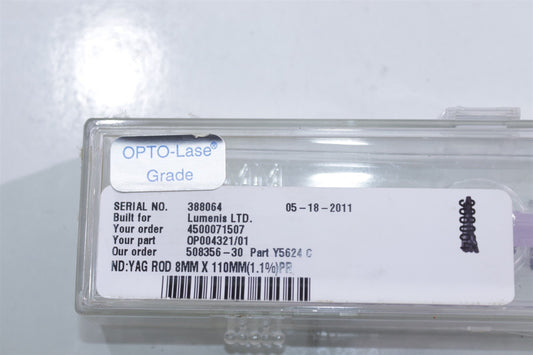 OPTO-Lase®
Grade
SERIAL NO. 388064 05-18-2011
Built for Lumenis LTD.
Your order 4500071507
Your part OP004321/01
Our order 508356-30 Part Y5624 C
ND:YAG ROD 8MM X 110MM(1.1%)PR